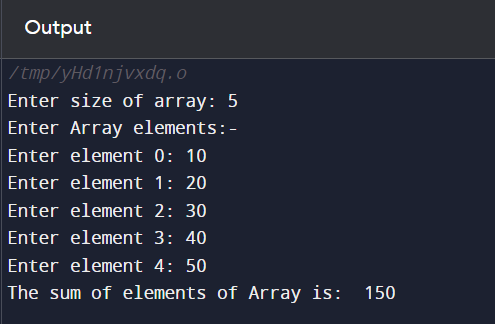 Output
/tmp/yHd1njvxdq.o
Enter size of array: 5
Enter Array elements:-
Enter element 0: 10
Enter element 1: 20
Enter element 2: 30
Enter element 3: 40
Enter element 4: 50
The sum of elements of Array is:  150